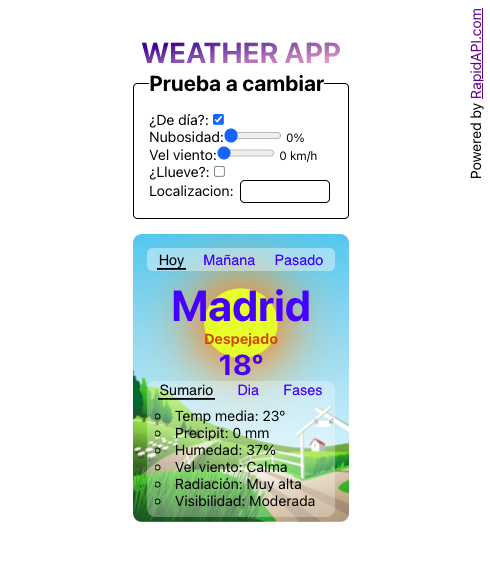 WEATHER APP
Prueba a cambiar
¿De día?:
Nubosidad: 0%
Vel viento: 0 km/h
¿Llueve?:
Localizacion:
Hoy Mañana Pasado
Madrid
Despejado
18°
Sumario Dia Fases
Temp media: 23°
Precipit: 0 mm
Humedad: 37%
Vel viento: Calma
Radiación: Muy alta
Visibilidad: Moderada
Powered by RapidAPI.com